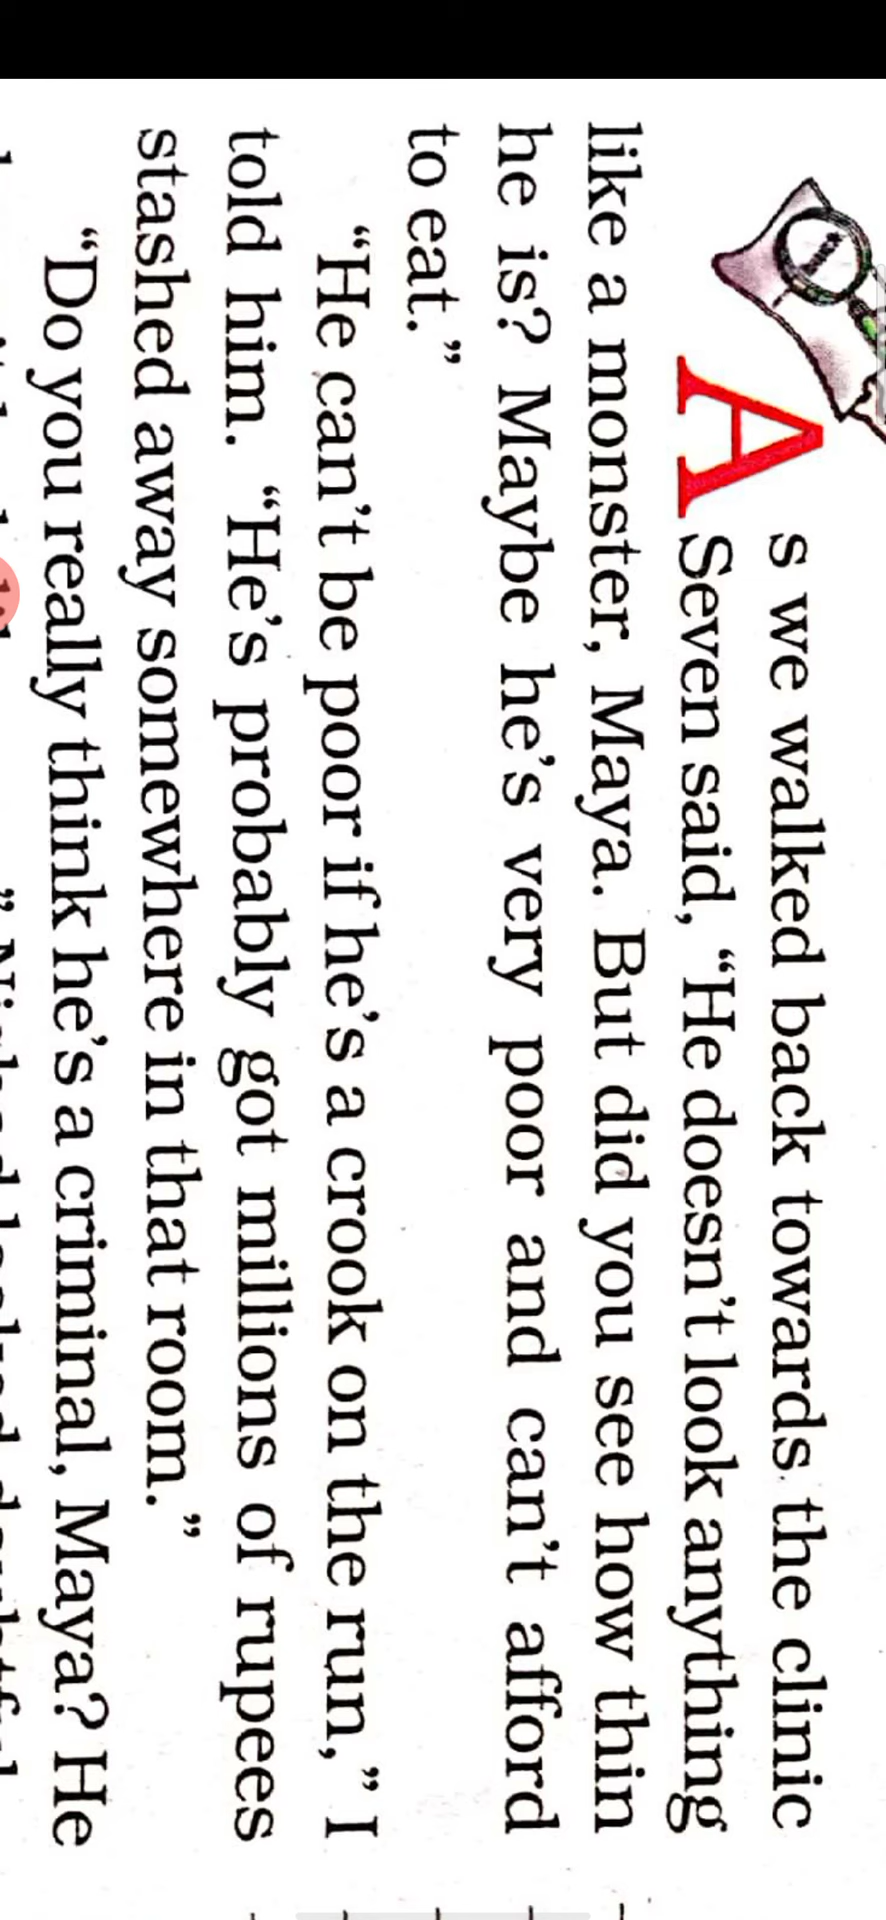 As we walked back towards the clinic
Seven said, “He doesn’t look anything
like a monster, Maya. But did you see how thin
he is? Maybe he’s very poor and can’t afford
to eat.”
“He can’t be poor if he’s a crook on the run,” I
told him. “He’s probably got millions of rupees
stashed away somewhere in that room.”
“Do you really think he’s a criminal, Maya? He